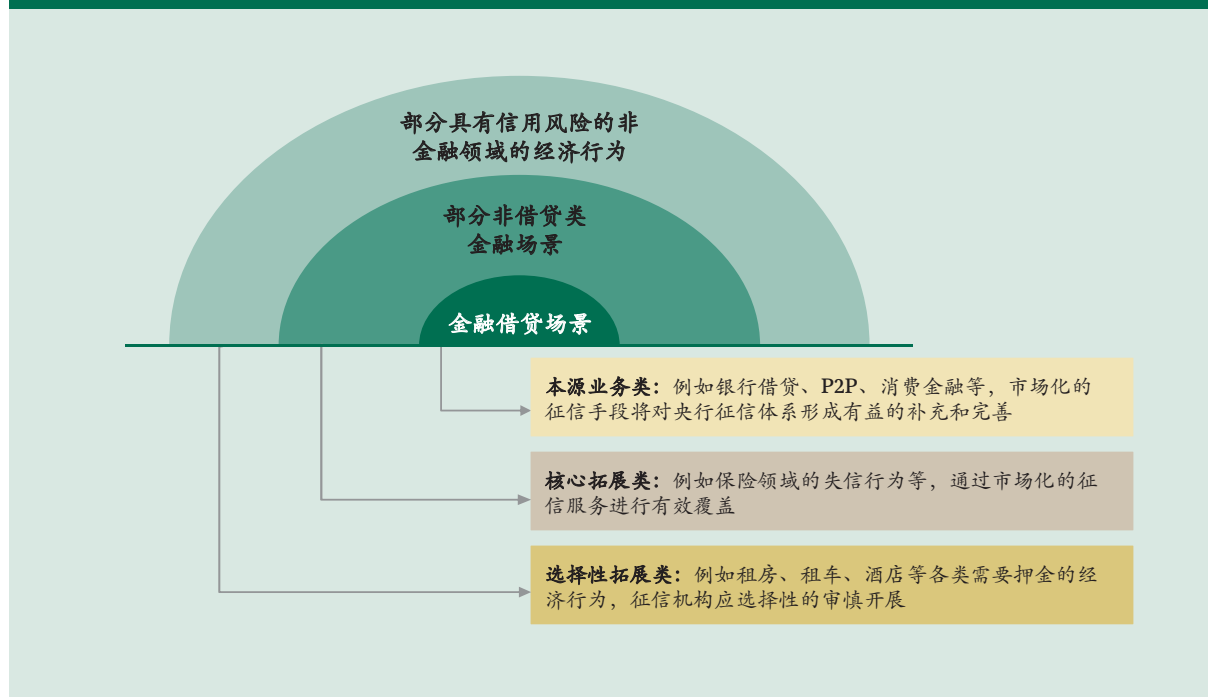 部分具有信用风险的非
金融领域的经济行为
部分非借贷类
金融场景
金融借贷场景
本源业务类：例如银行借贷、P2P、消费金融等，市场化的
征信手段将对央行征信体系形成有益的补充和完善
核心拓展类：例如保险领域的失信行为等，通过市场化的征
信服务进行有效覆盖
选择性拓展类：例如租房、租车、酒店等各类需要押金的经
济行为，征信机构应选择性的审慎开展